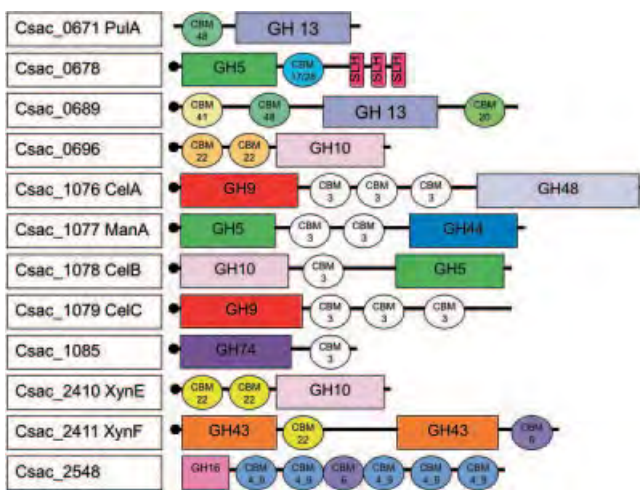 Csac_0671 PulA CBM 48 GH 13
Csac_0678 GH5 CBM 17/28 SLH SLH SLH
Csac_0689 CBM 41 CBM 48 GH 13 CBM 20
Csac_0696 CBM 22 CBM 22 GH10
Csac_1076 CelA GH9 CBM 3 CBM 3 CBM 3 GH48
Csac_1077 ManA GH5 CBM 3 CBM 3 GH44
Csac_1078 CelB GH10 CBM 3 GH5
Csac_1079 CelC GH9 CBM 3 CBM 3 CBM 3
Csac_1085 GH74 CBM 3
Csac_2410 XynE CBM 22 CBM 22 GH10
Csac_2411 XynF GH43 CBM 22 GH43 CBM 6
Csac_2548 GH16 CBM 4_9 CBM 4_9 CBM 6 CBM 4_9 CBM 4_9 CBM 4_9